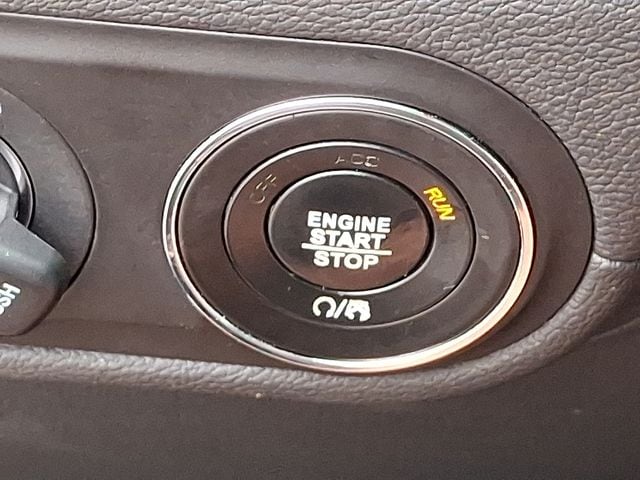 OFF
ACC
RUN
ENGINE
START
STOP